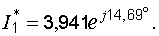 I₁* = 3,941e^{j14,69°}.